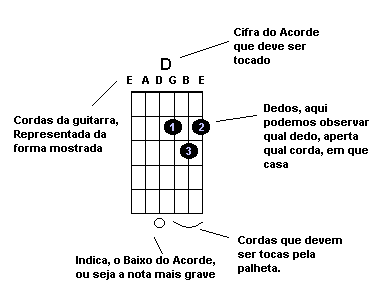 Cifra do Acorde
que deve ser
tocado
D
E A D G B E
Cordas da guitarra,
Representada da
forma mostrada
1 2
3
Dedos, aqui
podemos observar
qual dedo, aperta
qual corda, em que
casa
Indica, o Baixo do Acorde,
ou seja a nota mais grave
Cordas que devem
ser tocas pela
palheta.